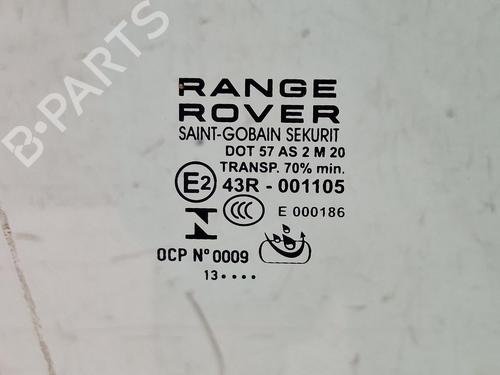 B-PARTS
RANGE
ROVER
SAINT-GOBAIN SEKURIT
DOT 57 AS 2 M 20
TRANSP. 70% min.
E2 43R - 001105
CCC E 000186
OCP N° 0009
13 ••••